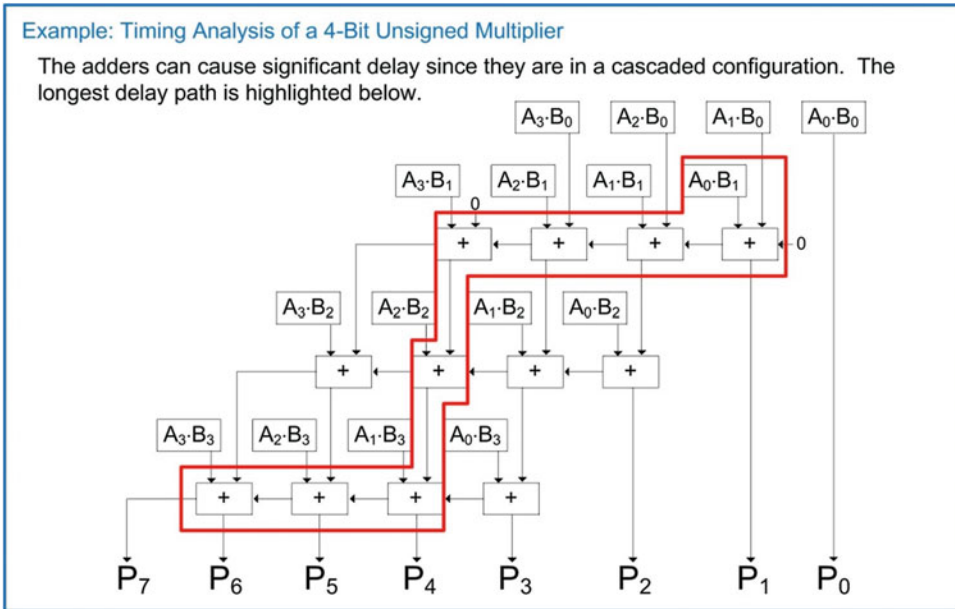 Example: Timing Analysis of a 4-Bit Unsigned Multiplier
The adders can cause significant delay since they are in a cascaded configuration. The
longest delay path is highlighted below.
A₃·B₀ A₂·B₀ A₁·B₀ A₀·B₀
A₃·B₁ A₂·B₁ A₁·B₁ A₀·B₁
0
+ + + + 0
A₃·B₂ A₂·B₂ A₁·B₂ A₀·B₂
+ + + +
A₃·B₃ A₂·B₃ A₁·B₃ A₀·B₃
+ + + +
P₇ P₆ P₅ P₄ P₃ P₂ P₁ P₀